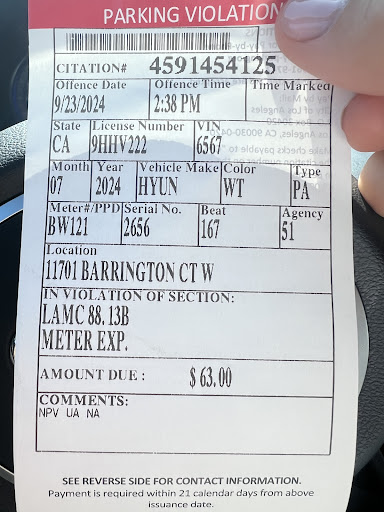 PARKING VIOLATION
CITATION# 4591454125
Offence Date Offence Time Time Marked
9/23/2024 2:38 PM
State License Number VIN
CA 9HHV222 6567
Month Year Vehicle Make Color Type
07 2024 HYUN WT PA
Meter#/PPD Serial No. Beat Agency
BW121 2656 167 51
Location
11701 BARRINGTON CT W
IN VIOLATION OF SECTION:
LAMC 88.13B
METER EXP.
AMOUNT DUE : $ 63.00
COMMENTS:
NPV UA NA
SEE REVERSE SIDE FOR CONTACT INFORMATION.
Payment is required within 21 calendar days from above
issuance date.